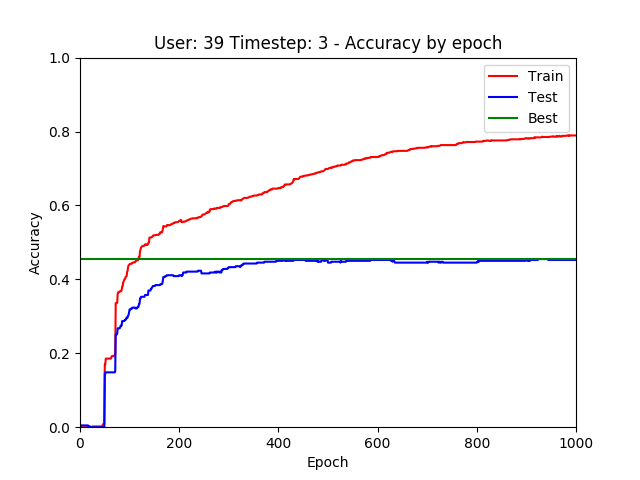 User: 39 Timestep: 3 - Accuracy by epoch
Train
Test
Best
Accuracy
1.0
0.8
0.6
0.4
0.2
0.0
0 200 400 600 800 1000
Epoch